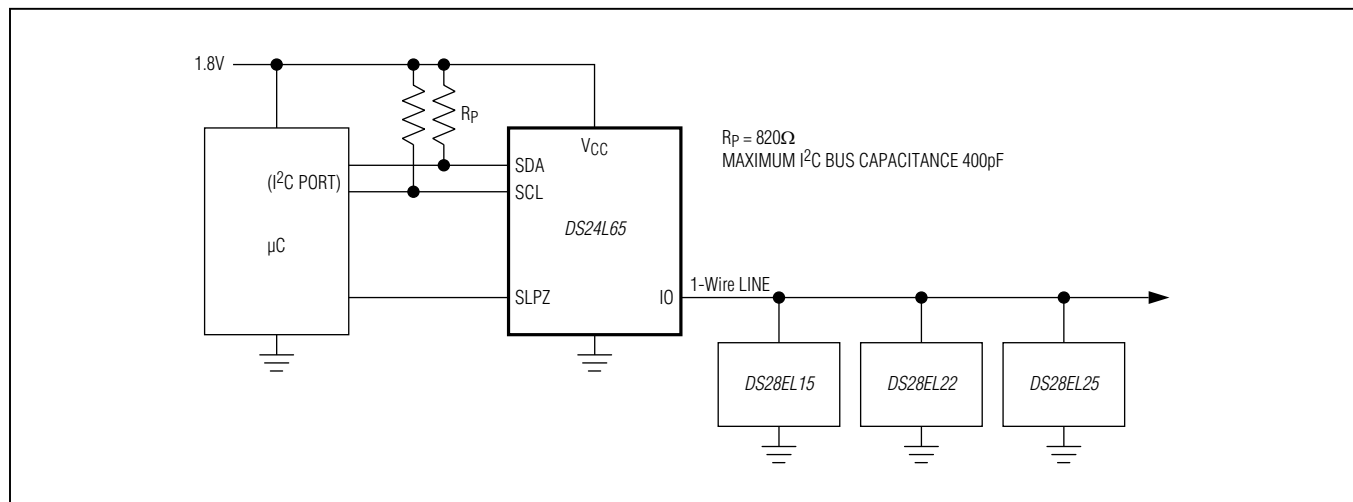 1.8V
RP
VCC
RP = 820Ω
MAXIMUM I2C BUS CAPACITANCE 400pF
(I2C PORT)
SDA
SCL
µC
DS24L65
SLPZ
IO
1-Wire LINE
DS28EL15
DS28EL22
DS28EL25